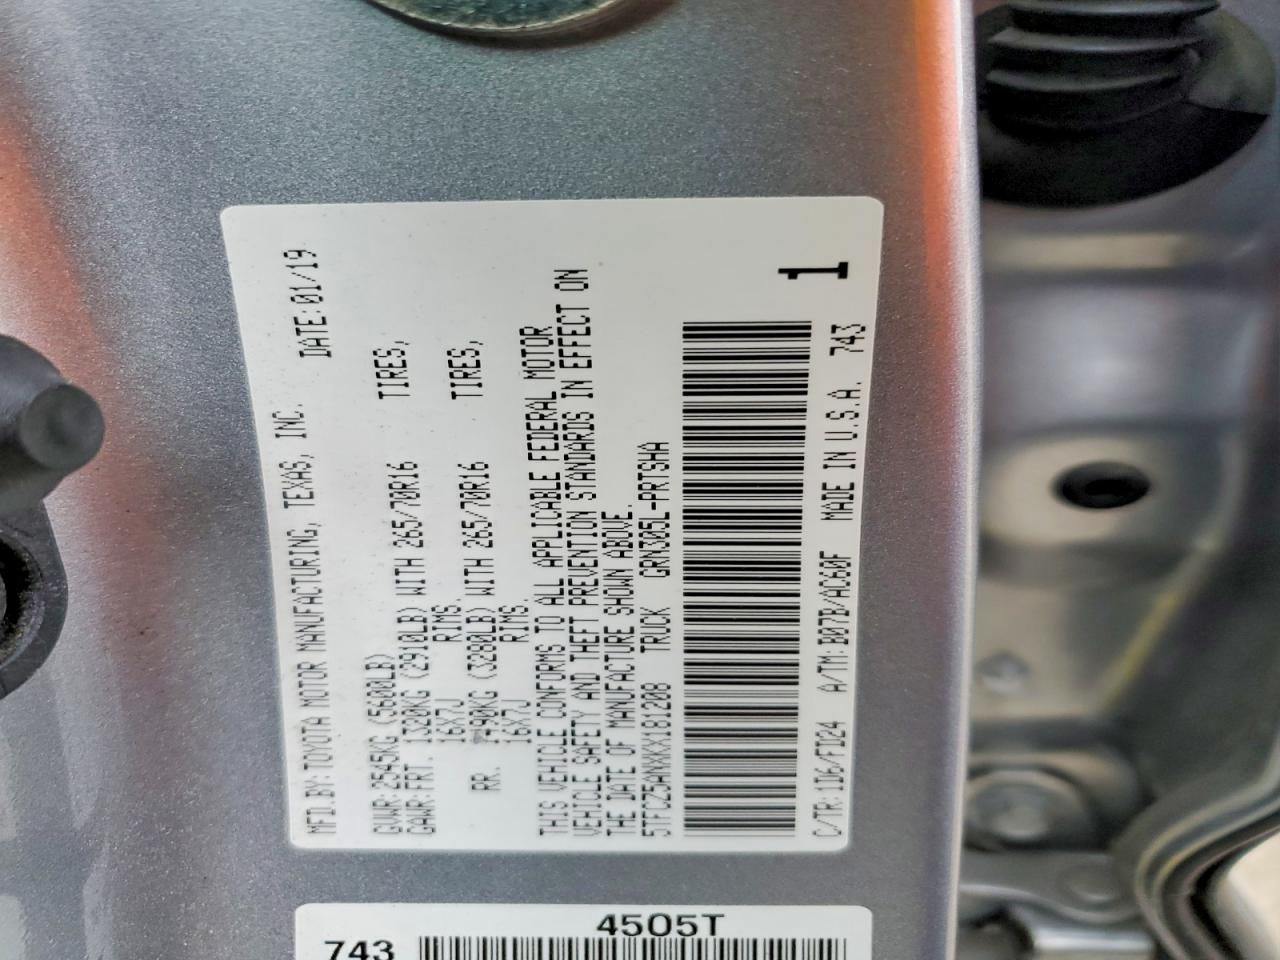 MFD.BY: TOYOTA MOTOR MANUFACTURING, TEXAS, INC. DATE: 01/19
GVWR: 2545KG (5600LB)
GAWR: FRT. 1320KG (2910LB) WITH 265/70R16 TIRES,
16X7J RIMS.
RR. 1490KG (3280LB) WITH 265/70R16 TIRES,
16X7J RIMS.
THIS VEHICLE CONFORMS TO ALL APPLICABLE FEDERAL MOTOR
VEHICLE SAFETY AND THEFT PREVENTION STANDARDS IN EFFECT ON
THE DATE OF MANUFACTURE SHOWN ABOVE.
5TFCZ5ANXKX181208 TRUCK GRN305L-PRTSHA
1
C/TR: 1D6/FD24 A/TM: B07B/AC60F MADE IN U.S.A. 743
4505T
743